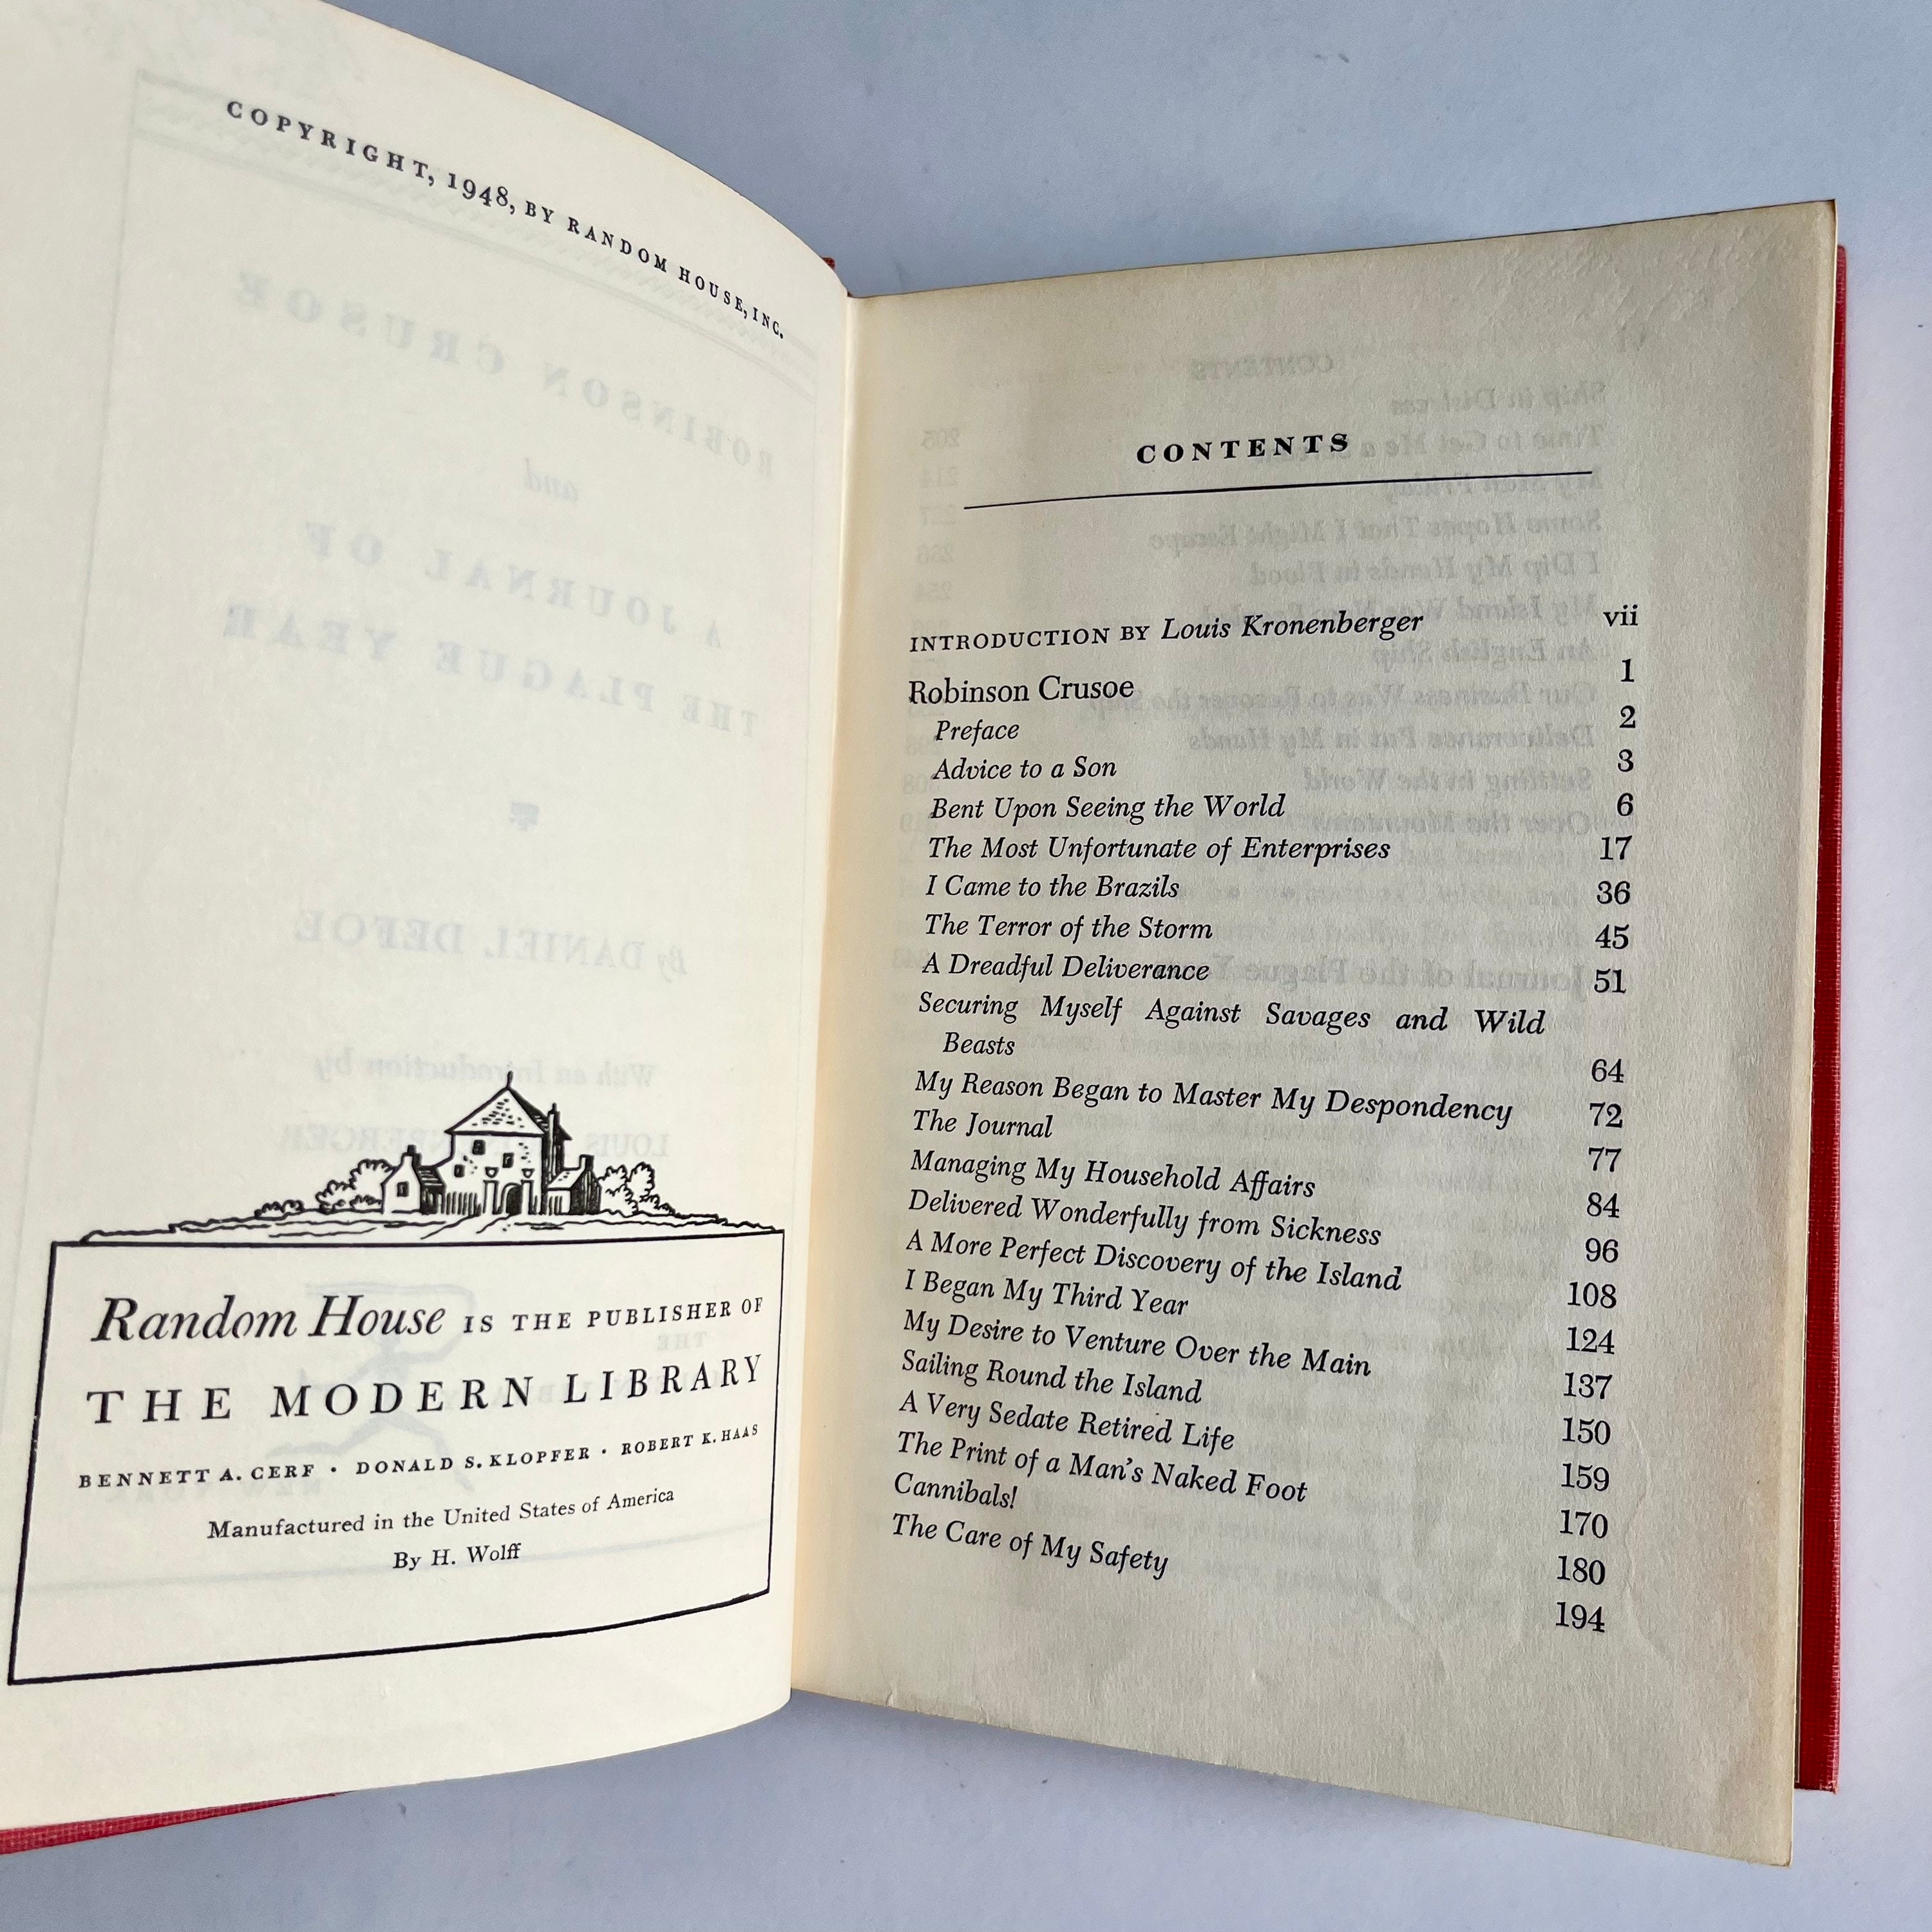 COPYRIGHT, 1948, BY RANDOM HOUSE, INC.
Random House IS THE PUBLISHER OF
THE MODERN LIBRARY
BENNETT A. CERF · DONALD S. KLOPFER · ROBERT K. HAAS
Manufactured in the United States of America
By H. Wolff
CONTENTS
INTRODUCTION BY Louis Kronenberger vii
Robinson Crusoe 1
Preface 2
Advice to a Son 3
Bent Upon Seeing the World 6
The Most Unfortunate of Enterprises 17
I Came to the Brazils 36
The Terror of the Storm 45
A Dreadful Deliverance 51
Securing Myself Against Savages and Wild
Beasts 64
My Reason Began to Master My Despondency 72
The Journal 77
Managing My Household Affairs 84
Delivered Wonderfully from Sickness 96
A More Perfect Discovery of the Island 108
I Began My Third Year 124
My Desire to Venture Over the Main 137
Sailing Round the Island 150
A Very Sedate Retired Life 159
The Print of a Man's Naked Foot 170
Cannibals! 180
The Care of My Safety 194